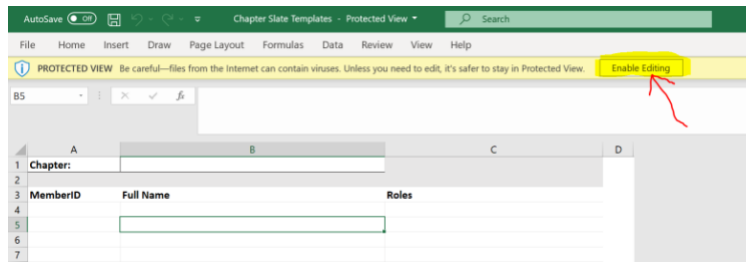 AutoSave Off Chapter Slate Templates - Protected View Search
File Home Insert Draw Page Layout Formulas Data Review View Help
PROTECTED VIEW Be careful—files from the Internet can contain viruses. Unless you need to edit, it's safer to stay in Protected View. Enable Editing
B5 fx
A B C D
1 Chapter:
2
3 MemberID Full Name Roles
4
5
6
7